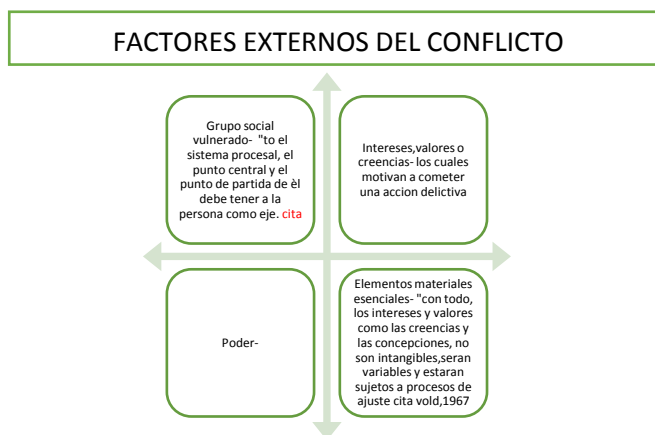 FACTORES EXTERNOS DEL CONFLICTO
Grupo social
vulnerado- "to el
sistema procesal, el
punto central y el
punto de partida de èl
debe tener a la
persona como eje. cita
Intereses,valores o
creencias- los cuales
motivan a cometer
una accion delictiva
Poder-
Elementos materiales
esenciales- "con todo,
los intereses y valores
como las creencias y
las concepciones, no
son intangibles,seran
variables y estaran
sujetos a procesos de
ajuste cita vold,1967